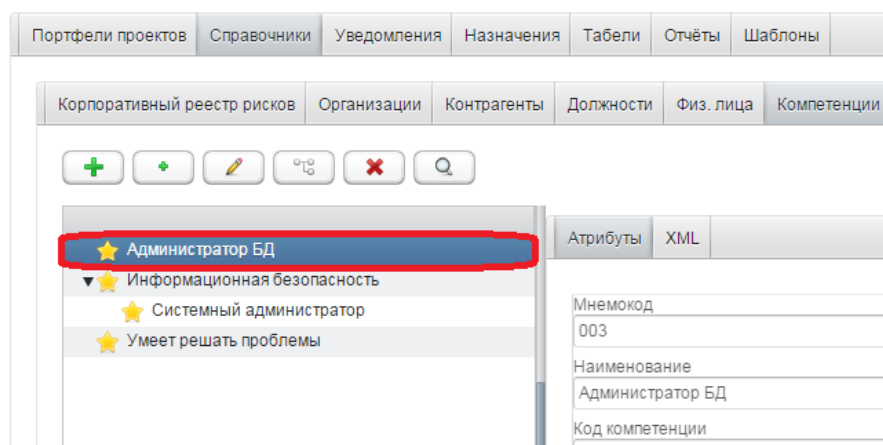 Портфели проектов Справочники Уведомления Назначения Табели Отчёты Шаблоны
Корпоративный реестр рисков Организации Контрагенты Должности Физ. лица Компетенции
Администратор БД
Информационная безопасность
Системный администратор
Умеет решать проблемы
Атрибуты XML
Мнемокод
003
Наименование
Администратор БД
Код компетенции